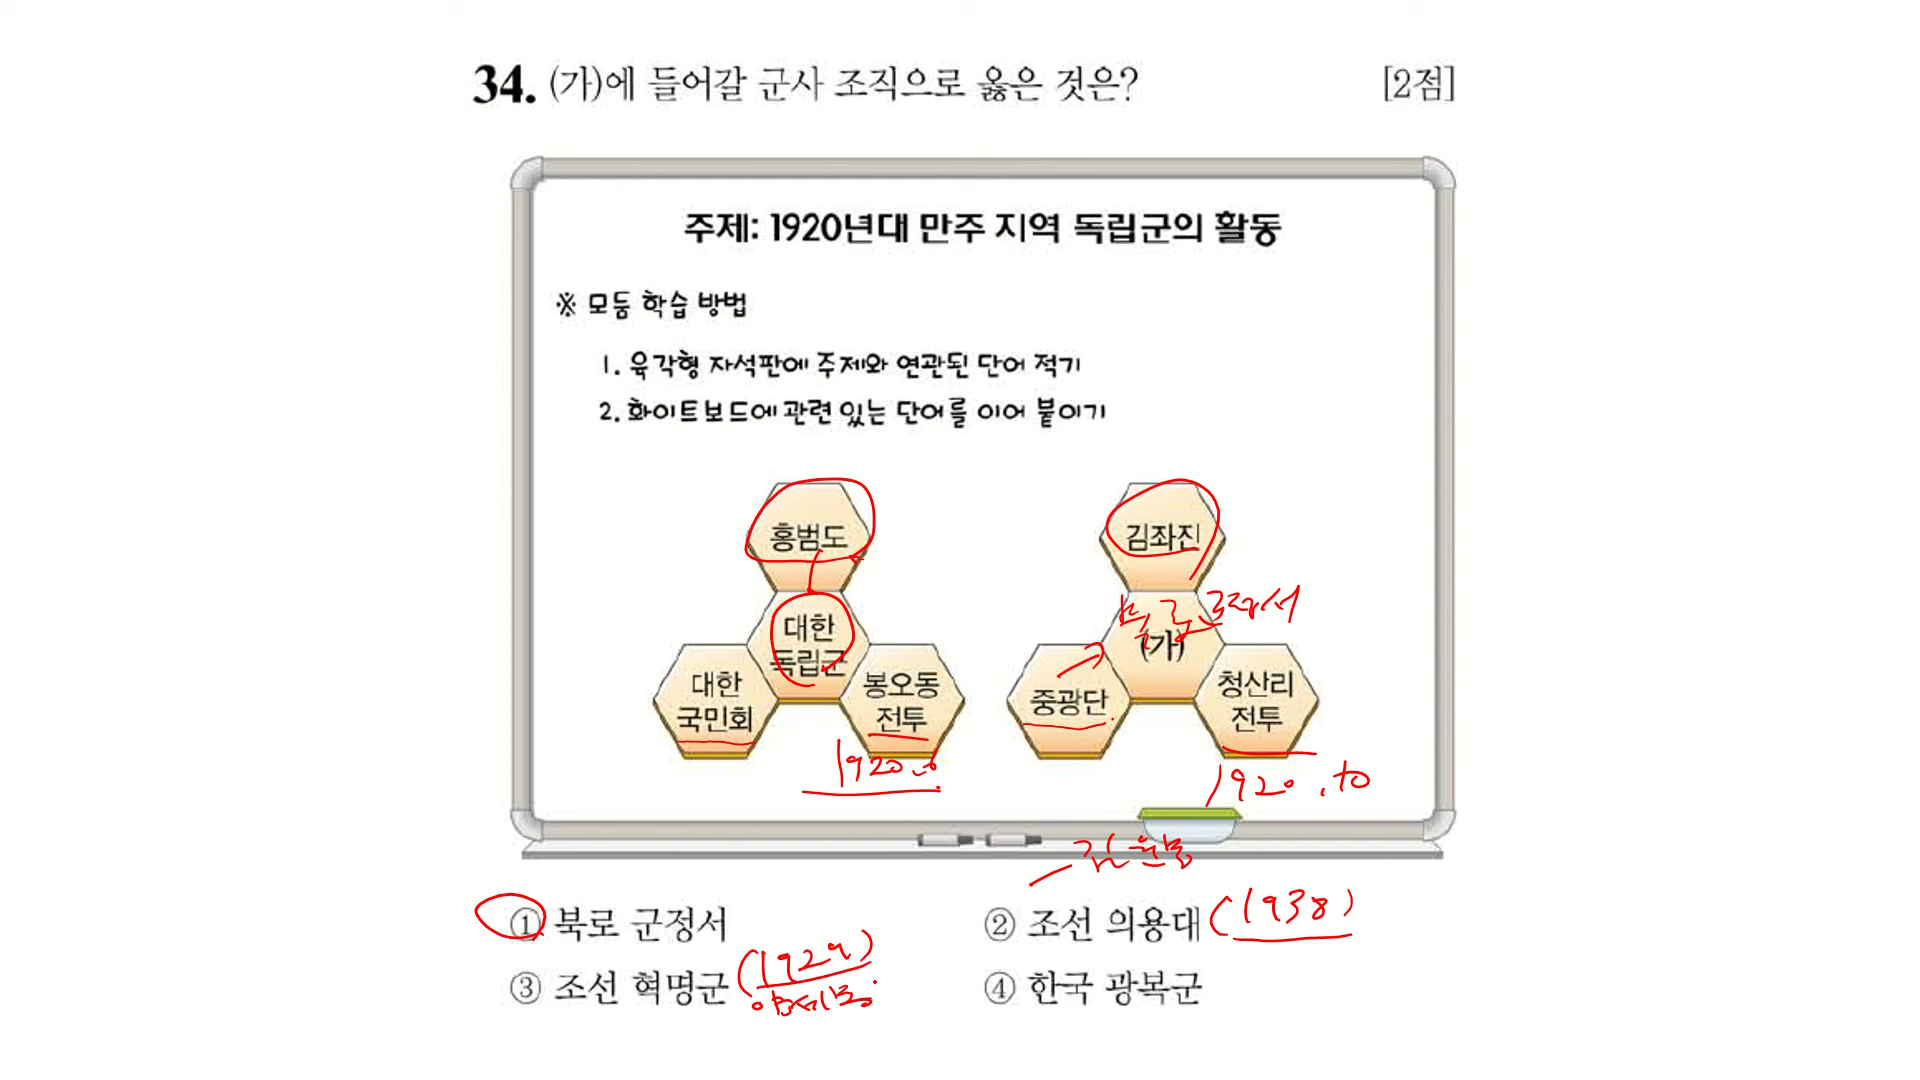 34. (가)에 들어갈 군사 조직으로 옳은 것은? [2점]
주제: 1920년대 만주 지역 독립군의 활동
※ 모둠 학습 방법
1. 육각형 자석판에 주제와 연관된 단어 적기
2. 화이트보드에 관련 있는 단어를 이어 붙이기
홍범도
대한
독립군
대한
국민회
봉오동
전투
1920.6
김좌진
북로군정서
(가)
중광단
청산리
전투
1920.10
김원봉
① 북로 군정서
② 조선 의용대 (1938)
③ 조선 혁명군 (1929)
양세봉
④ 한국 광복군